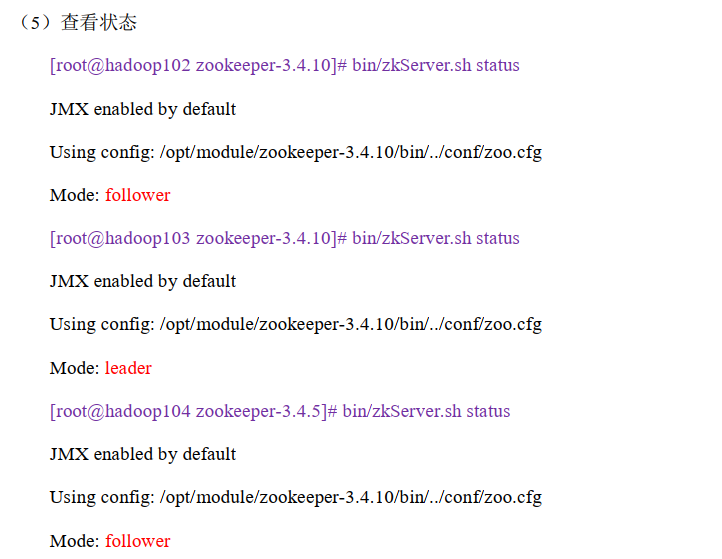 （5）查看状态
[root@hadoop102 zookeeper-3.4.10]# bin/zkServer.sh status
JMX enabled by default
Using config: /opt/module/zookeeper-3.4.10/bin/../conf/zoo.cfg
Mode: follower
[root@hadoop103 zookeeper-3.4.10]# bin/zkServer.sh status
JMX enabled by default
Using config: /opt/module/zookeeper-3.4.10/bin/../conf/zoo.cfg
Mode: leader
[root@hadoop104 zookeeper-3.4.5]# bin/zkServer.sh status
JMX enabled by default
Using config: /opt/module/zookeeper-3.4.10/bin/../conf/zoo.cfg
Mode: follower